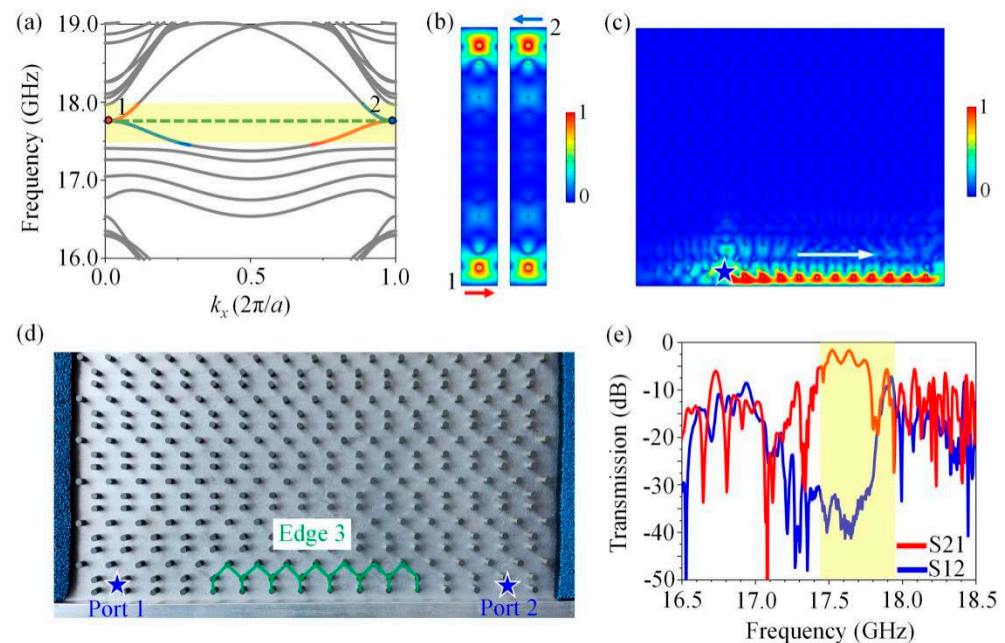 (a)
19.0
18.0
17.0
16.0
Frequency (GHz)
1
2
0.0
0.5
1.0
kₓ (2π/a)
(b)
2
1
1
0
(c)
1
0
(d)
Edge 3
Port 1
Port 2
(e)
0
-10
-20
-30
-40
-50
Transmission (dB)
S21
S12
16.5
17.0
17.5
18.0
18.5
Frequency (GHz)